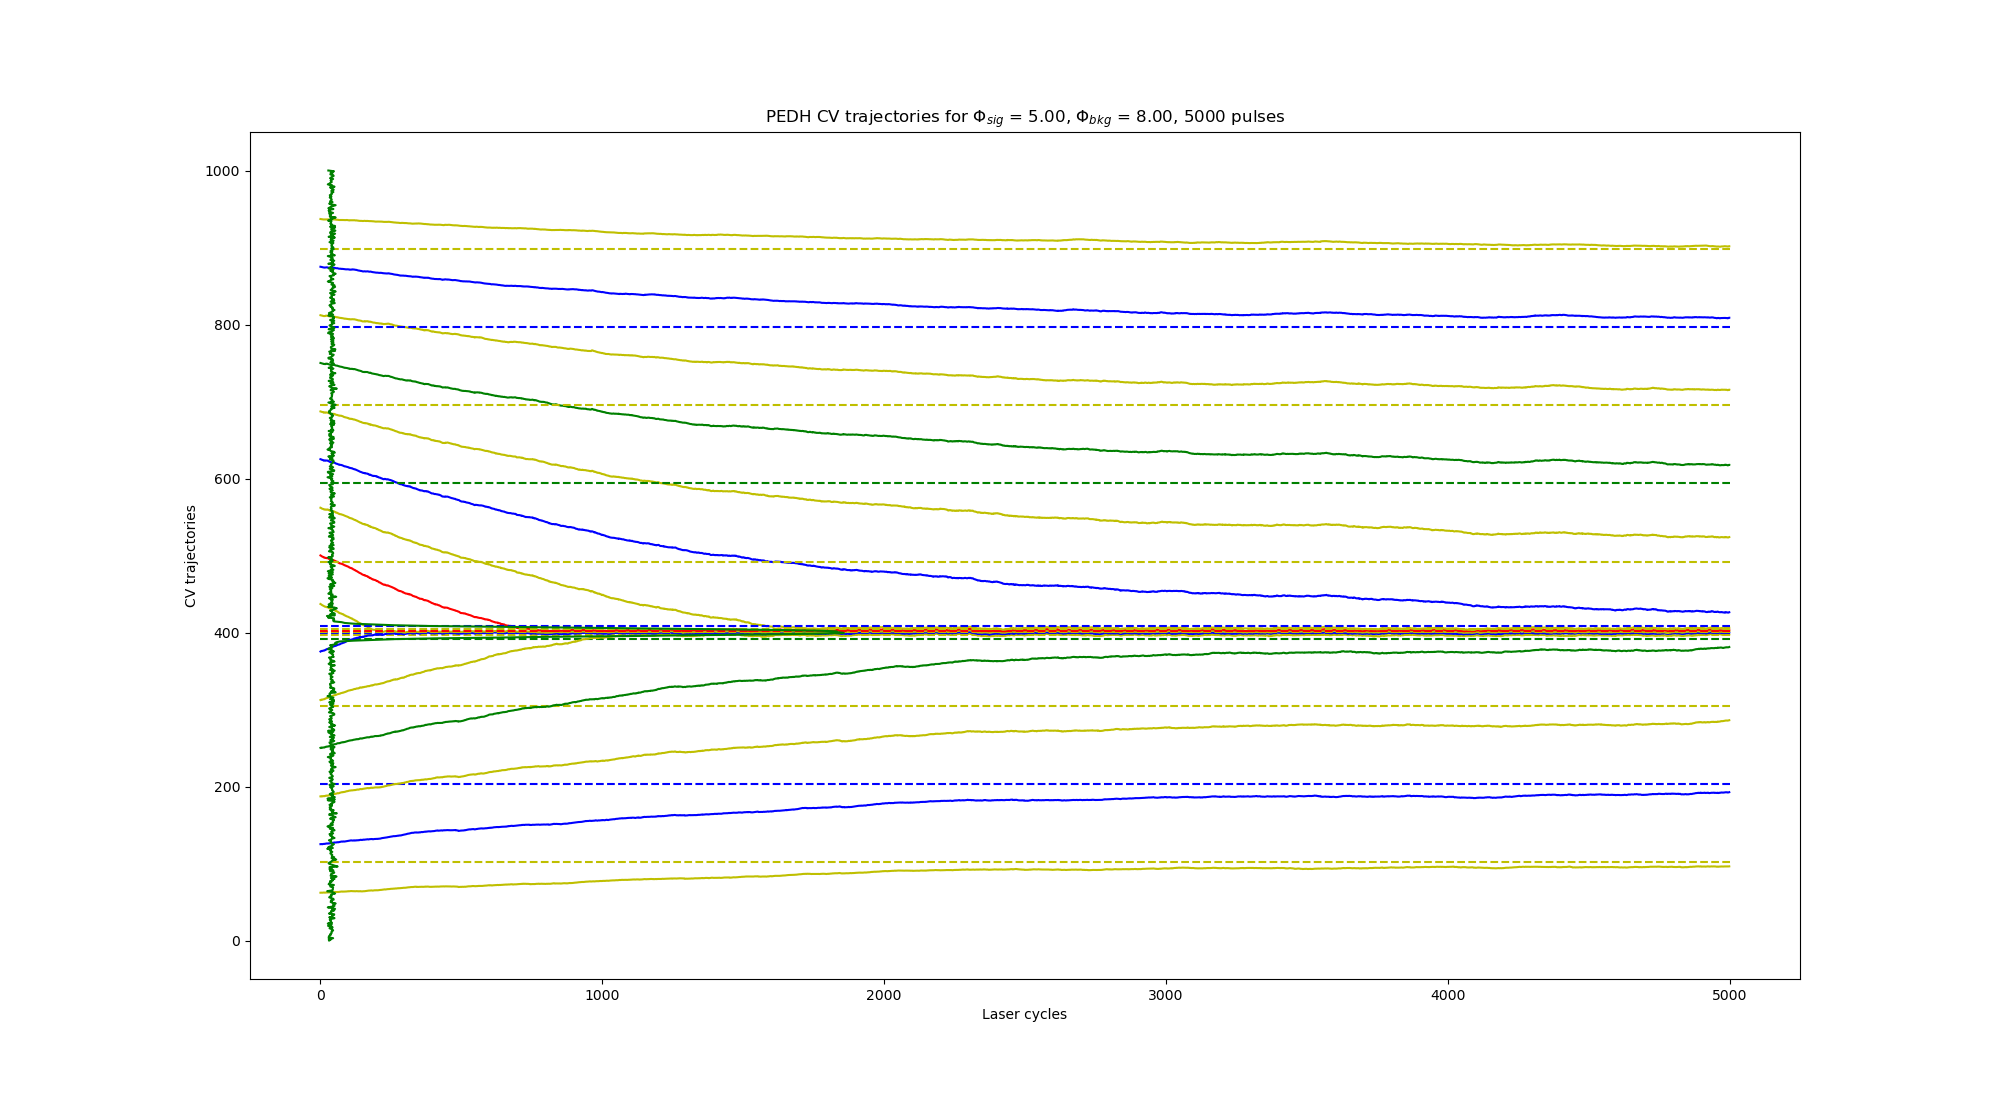 PEDH CV trajectories for Φsig = 5.00, Φbkg = 8.00, 5000 pulses
1000
800
600
400
200
0
CV trajectories
0 1000 2000 3000 4000 5000
Laser cycles